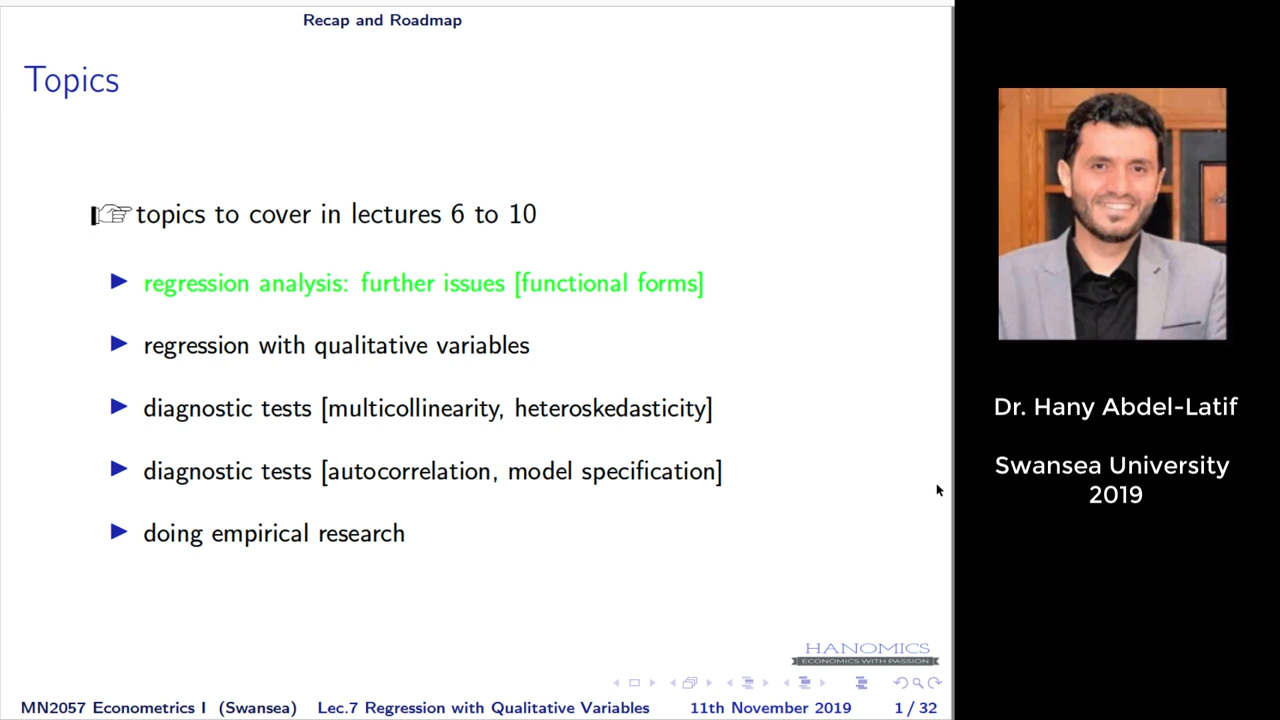 Recap and Roadmap
Topics
topics to cover in lectures 6 to 10
regression analysis: further issues [functional forms]
regression with qualitative variables
diagnostic tests [multicollinearity, heteroskedasticity]
diagnostic tests [autocorrelation, model specification]
doing empirical research
HANOMICS
ECONOMICS WITH PASSION
MN2057 Econometrics I (Swansea) Lec.7 Regression with Qualitative Variables 11th November 2019 1 / 32
Dr. Hany Abdel-Latif
Swansea University
2019